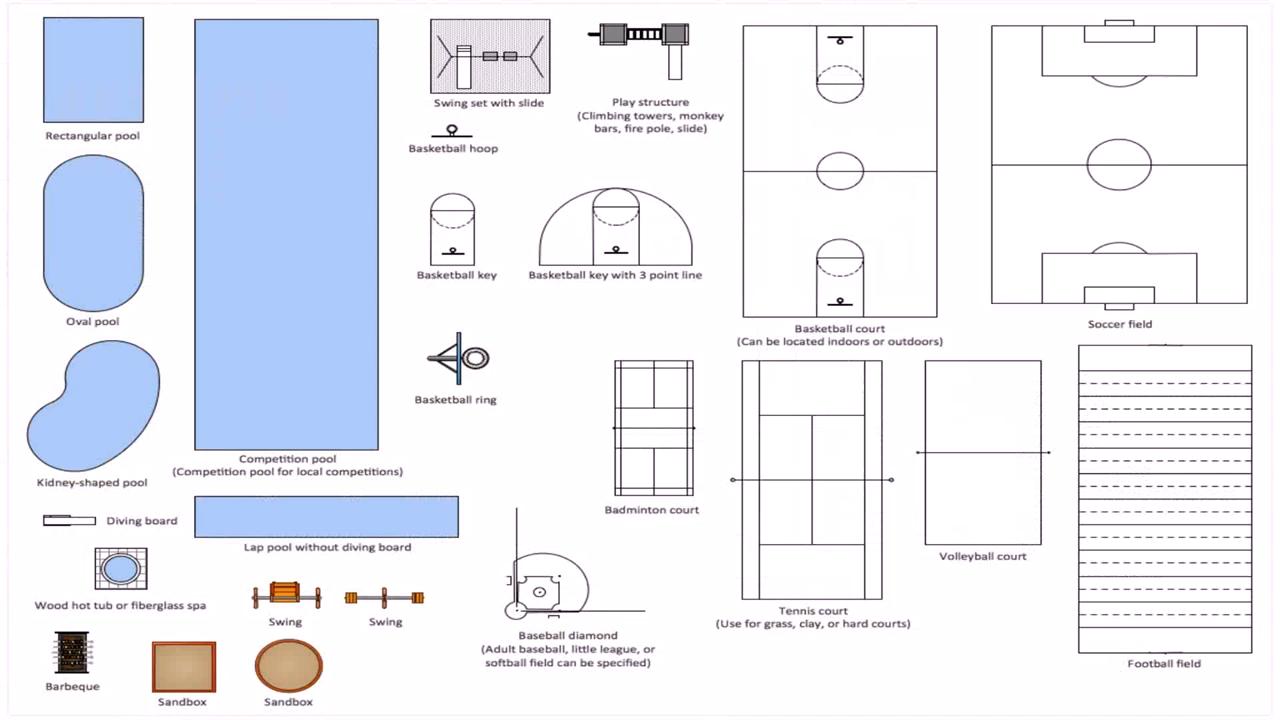 Rectangular pool
Oval pool
Kidney-shaped pool
Diving board
Wood hot tub or fiberglass spa
Barbeque
Sandbox
Sandbox
Competition pool
(Competition pool for local competitions)
Lap pool without diving board
Swing
Swing
Swing set with slide
Play structure
(Climbing towers, monkey
bars, fire pole, slide)
Basketball hoop
Basketball key
Basketball key with 3 point line
Basketball ring
Basketball court
(Can be located indoors or outdoors)
Soccer field
Badminton court
Tennis court
(Use for grass, clay, or hard courts)
Volleyball court
Baseball diamond
(Adult baseball, little league, or
softball field can be specified)
Football field